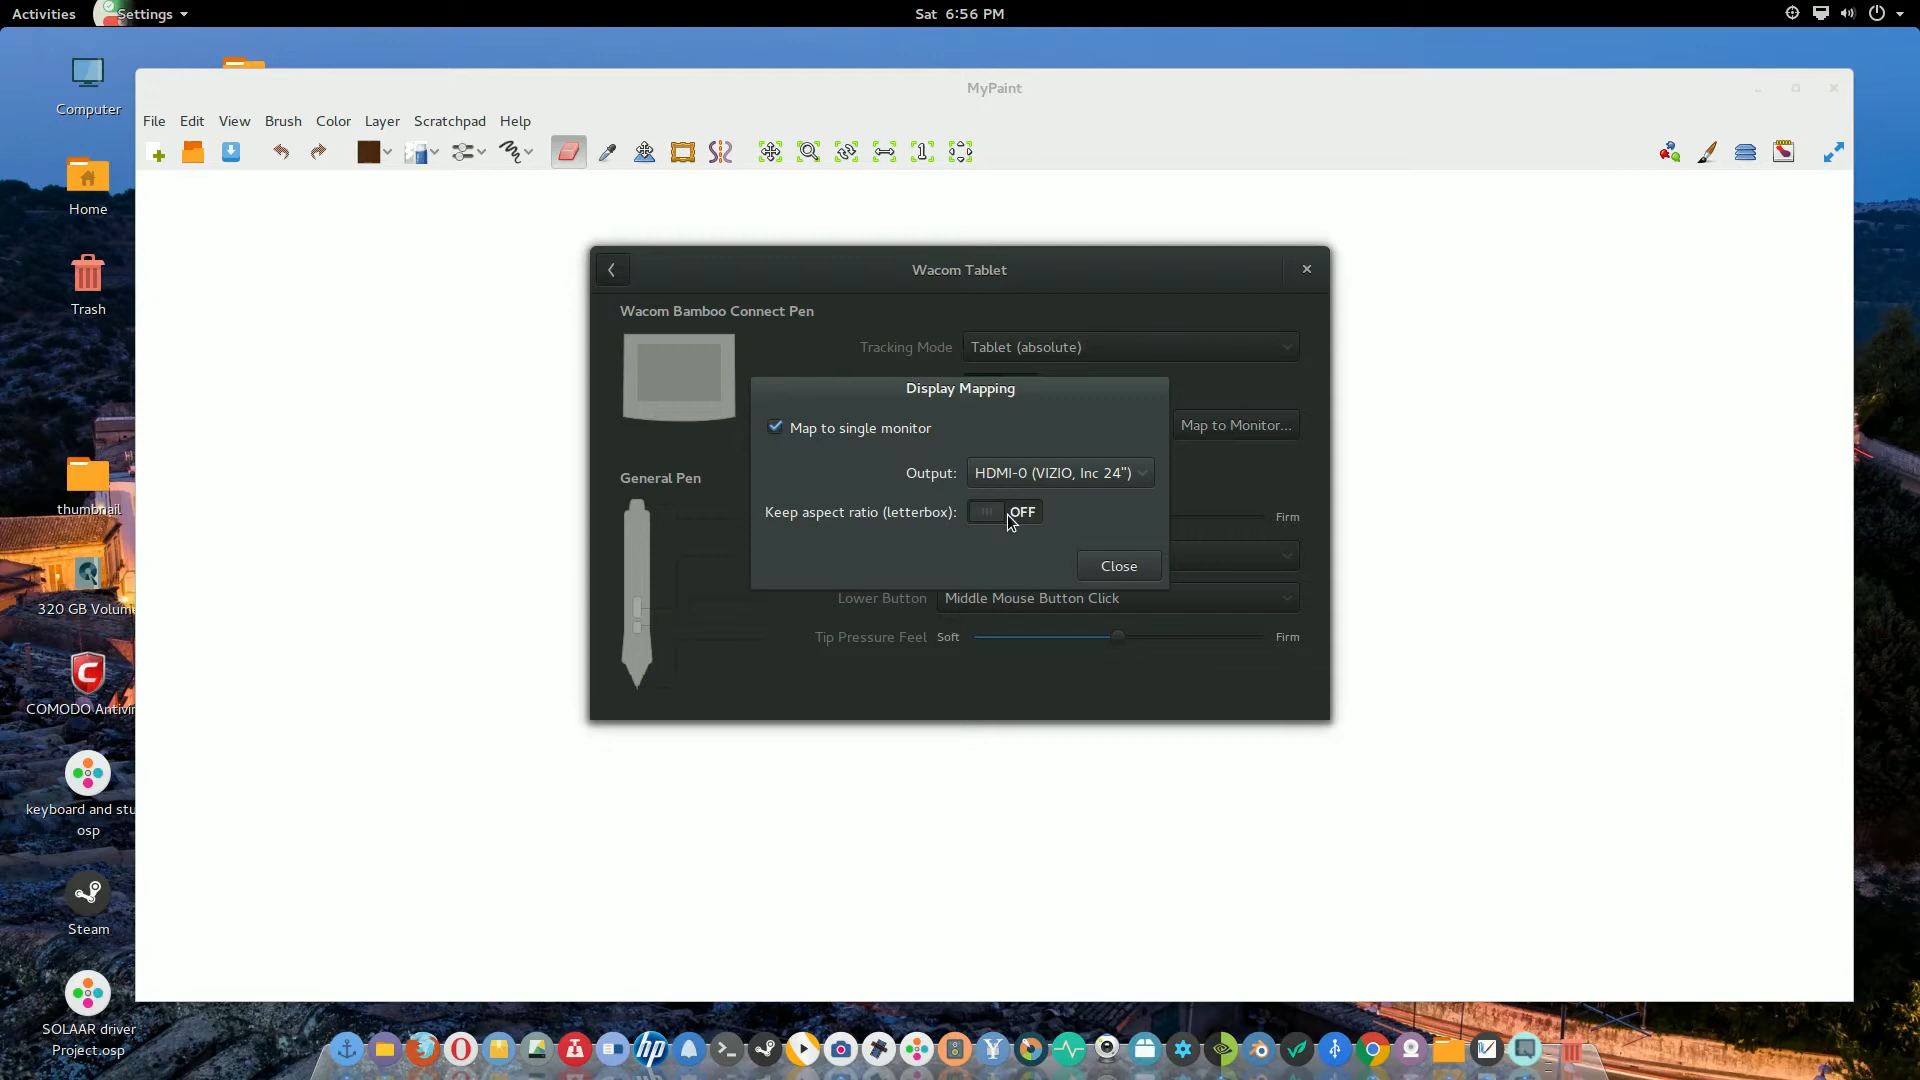 Activities
Settings
Sat 6:56 PM
MyPaint
File Edit View Brush Color Layer Scratchpad Help
Computer
Home
Trash
thumbnail
320 GB Volum
COMODO Antivi
keyboard and stu
osp
Steam
SOLAAR driver
Project.osp
Wacom Tablet
Wacom Bamboo Connect Pen
Tracking Mode Tablet (absolute)
Map to Monitor...
Display Mapping
Map to single monitor
Output: HDMI-0 (VIZIO, Inc 24")
Keep aspect ratio (letterbox): OFF
Close
General Pen
Firm
Lower Button Middle Mouse Button Click
Tip Pressure Feel Soft Firm
hp